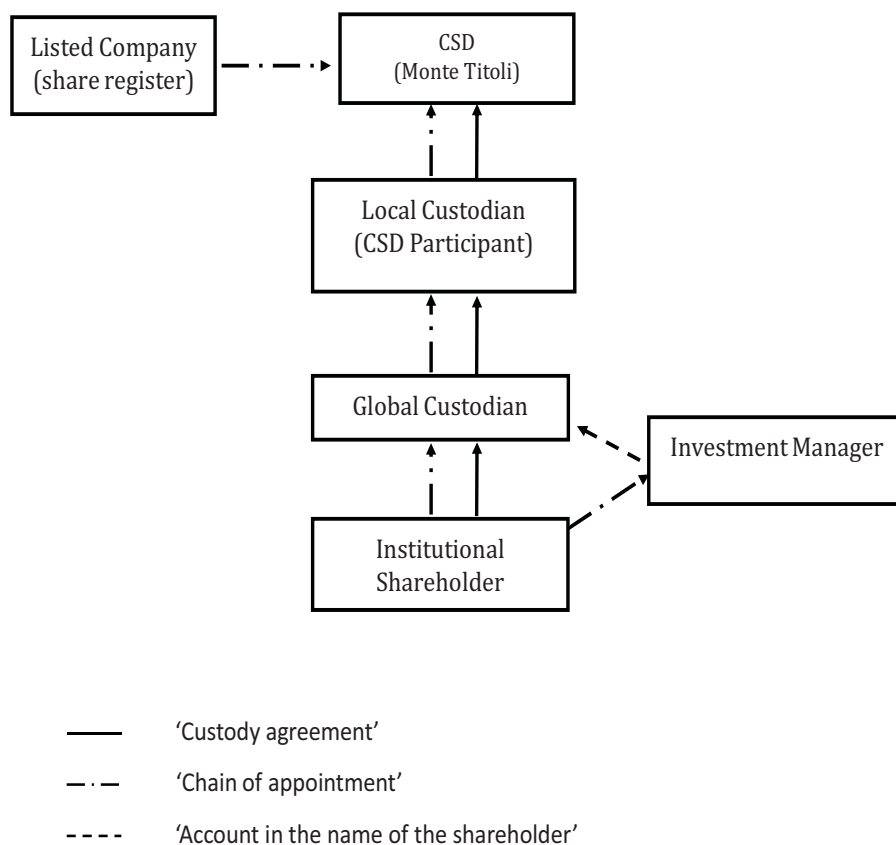 Listed Company
(share register)
CSD
(Monte Titoli)
Local Custodian
(CSD Participant)
Global Custodian
Investment Manager
Institutional
Shareholder
‘Custody agreement’
‘Chain of appointment’
‘Account in the name of the shareholder’